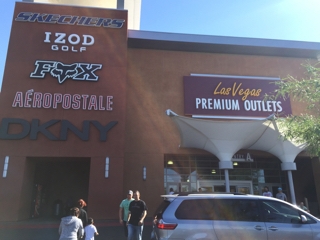 SKECHERS
IZOD
GOLF
FOX
AÉROPOSTALE
DKNY
Las Vegas
PREMIUM OUTLETS